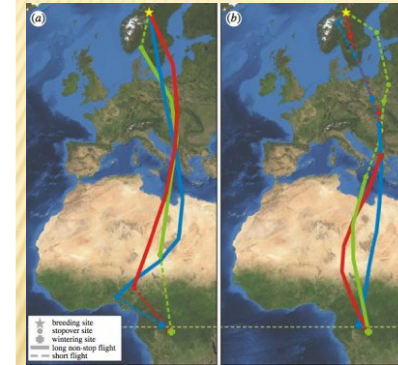 (a)
(b)
breeding site
stopover site
wintering site
long non-stop flight
short flight